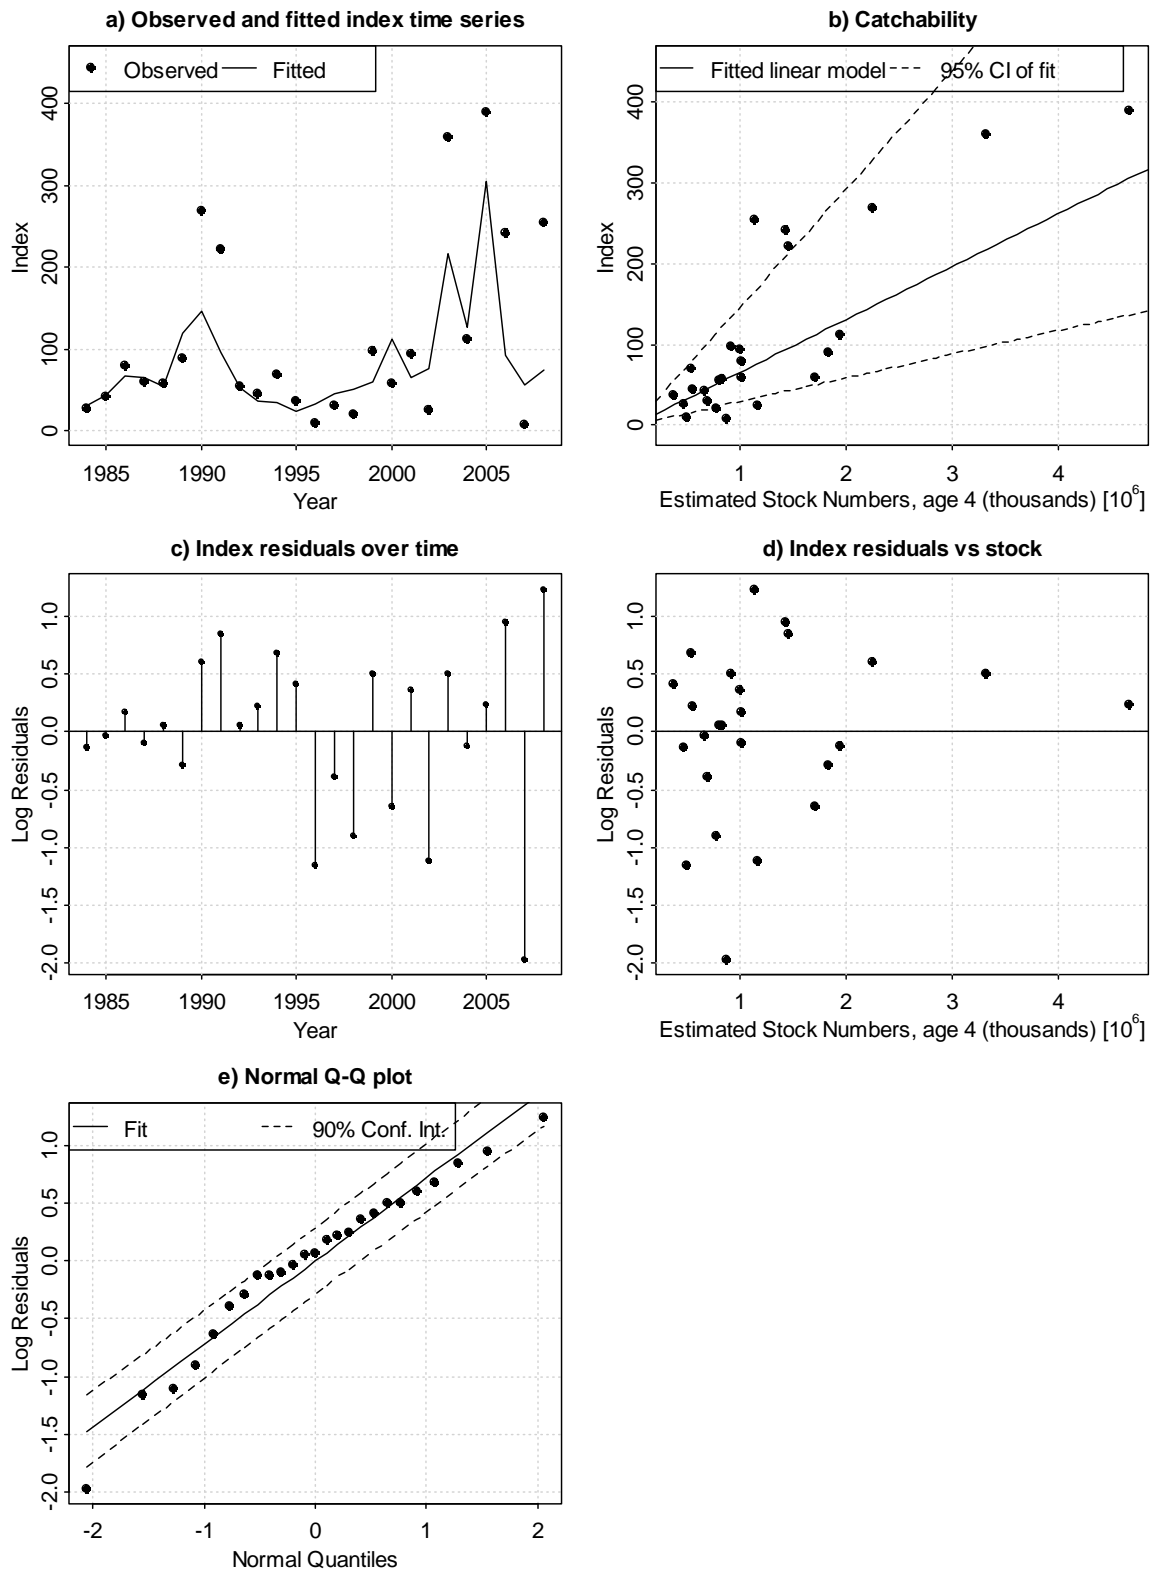 a) Observed and fitted index time series
Observed
Fitted
Index
0
100
200
300
400
1985
1990
1995
2000
2005
Year
b) Catchability
Fitted linear model
95% CI of fit
Index
0
100
200
300
400
1
2
3
4
Estimated Stock Numbers, age 4 (thousands) [10⁶]
c) Index residuals over time
Log Residuals
-2.0
-1.5
-1.0
-0.5
0.0
0.5
1.0
1985
1990
1995
2000
2005
Year
d) Index residuals vs stock
Log Residuals
-2.0
-1.5
-1.0
-0.5
0.0
0.5
1.0
1
2
3
4
Estimated Stock Numbers, age 4 (thousands) [10⁶]
e) Normal Q-Q plot
Fit
90% Conf. Int.
Log Residuals
-2.0
-1.5
-1.0
-0.5
0.0
0.5
1.0
-2
-1
0
1
2
Normal Quantiles